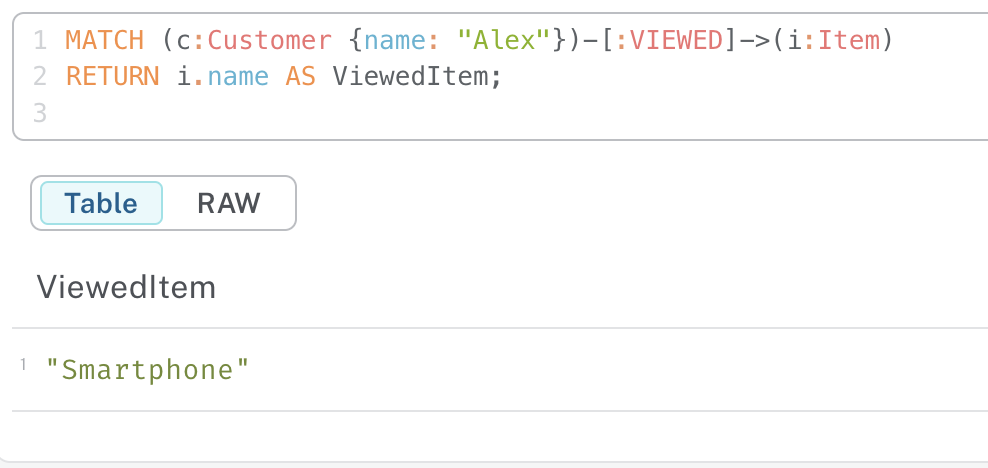 1 MATCH (c:Customer {name: "Alex"})-[:VIEWED]->(i:Item)
2 RETURN i.name AS ViewedItem;
3
Table RAW
ViewedItem
1 "Smartphone"